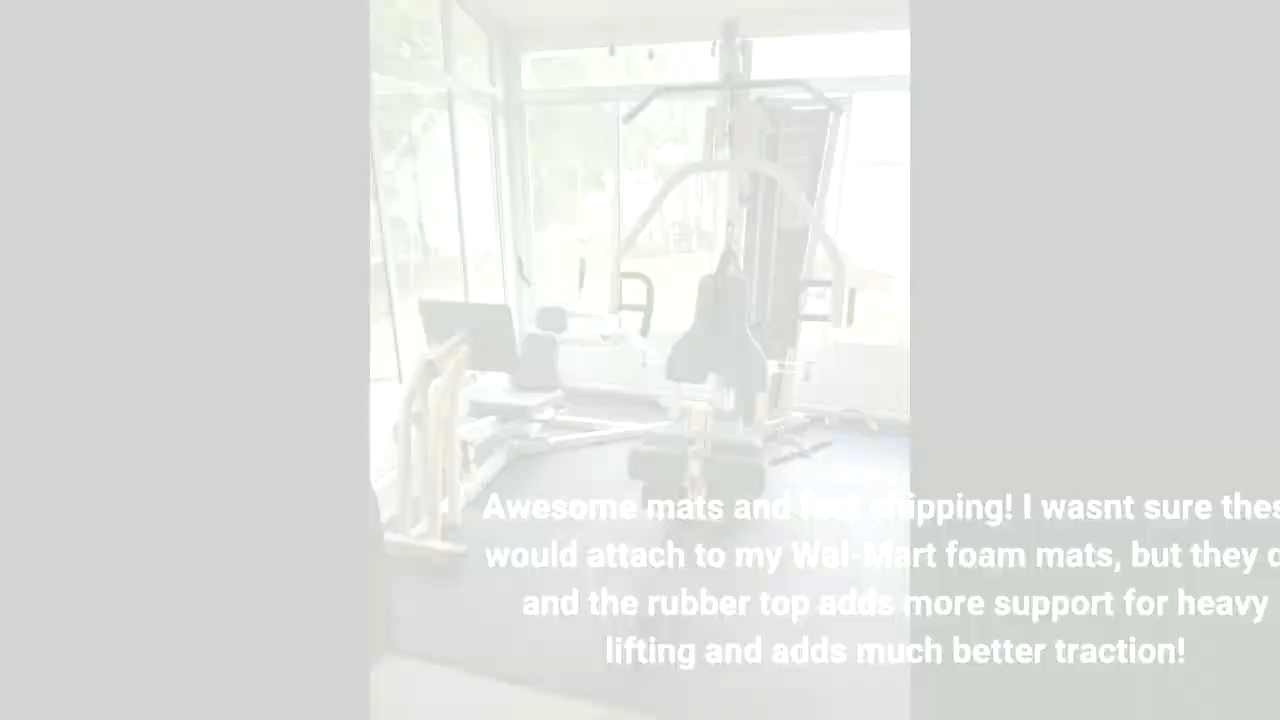 Awesome mats and fast shipping! I wasnt sure thes
would attach to my Wal-Mart foam mats, but they d
and the rubber top adds more support for heavy
lifting and adds much better traction!